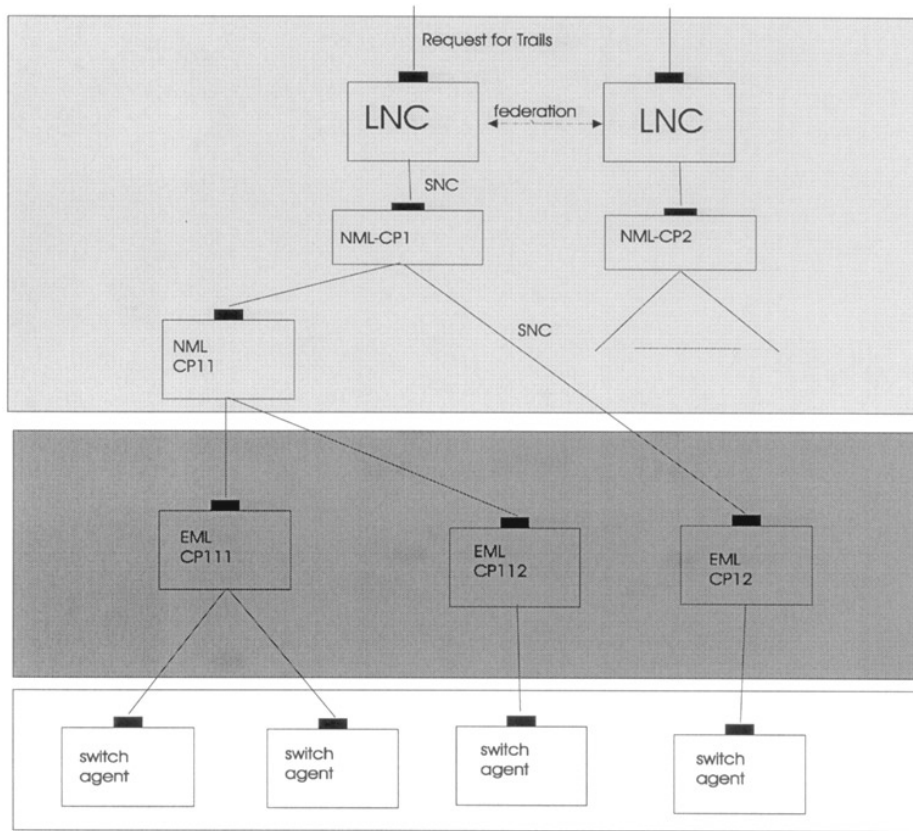 Request for Trails
LNC
federation
LNC
SNC
NML-CP1
NML-CP2
SNC
NML
CP11
EML
CP111
EML
CP112
EML
CP12
switch
agent
switch
agent
switch
agent
switch
agent